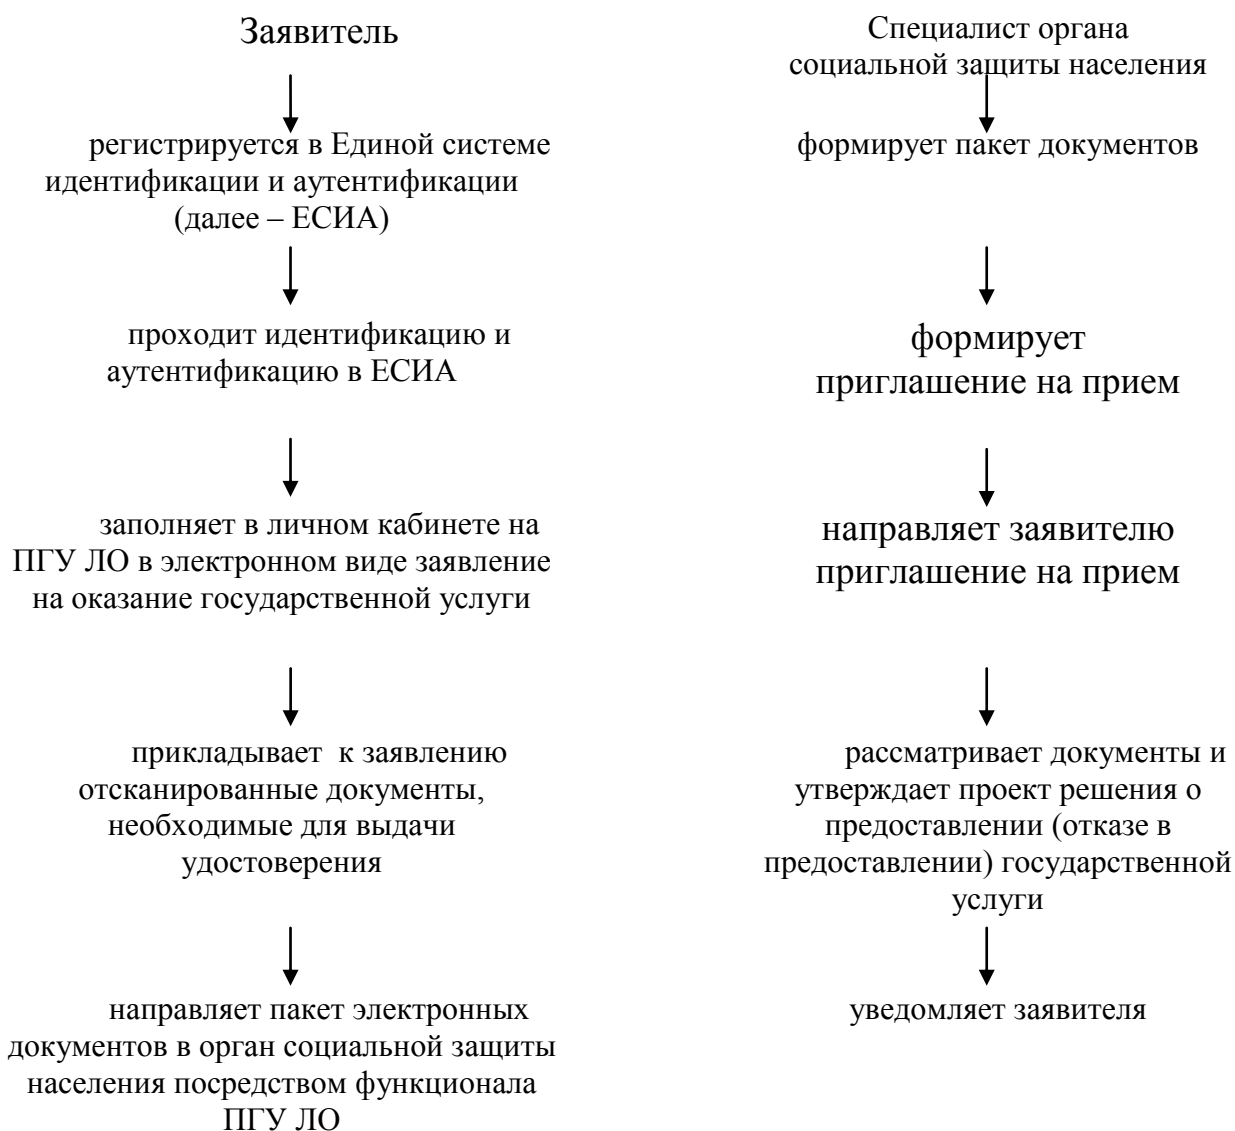 Заявитель
регистрируется в Единой системе
идентификации и аутентификации
(далее – ЕСИА)
проходит идентификацию и
аутентификацию в ЕСИА
заполняет в личном кабинете на
ПГУ ЛО в электронном виде заявление
на оказание государственной услуги
прикладывает к заявлению
отсканированные документы,
необходимые для выдачи
удостоверения
направляет пакет электронных
документов в орган социальной защиты
населения посредством функционала
ПГУ ЛО
Специалист органа
социальной защиты населения
формирует пакет документов
формирует
приглашение на прием
направляет заявителю
приглашение на прием
рассматривает документы и
утверждает проект решения о
предоставлении (отказе в
предоставлении) государственной
услуги
уведомляет заявителя